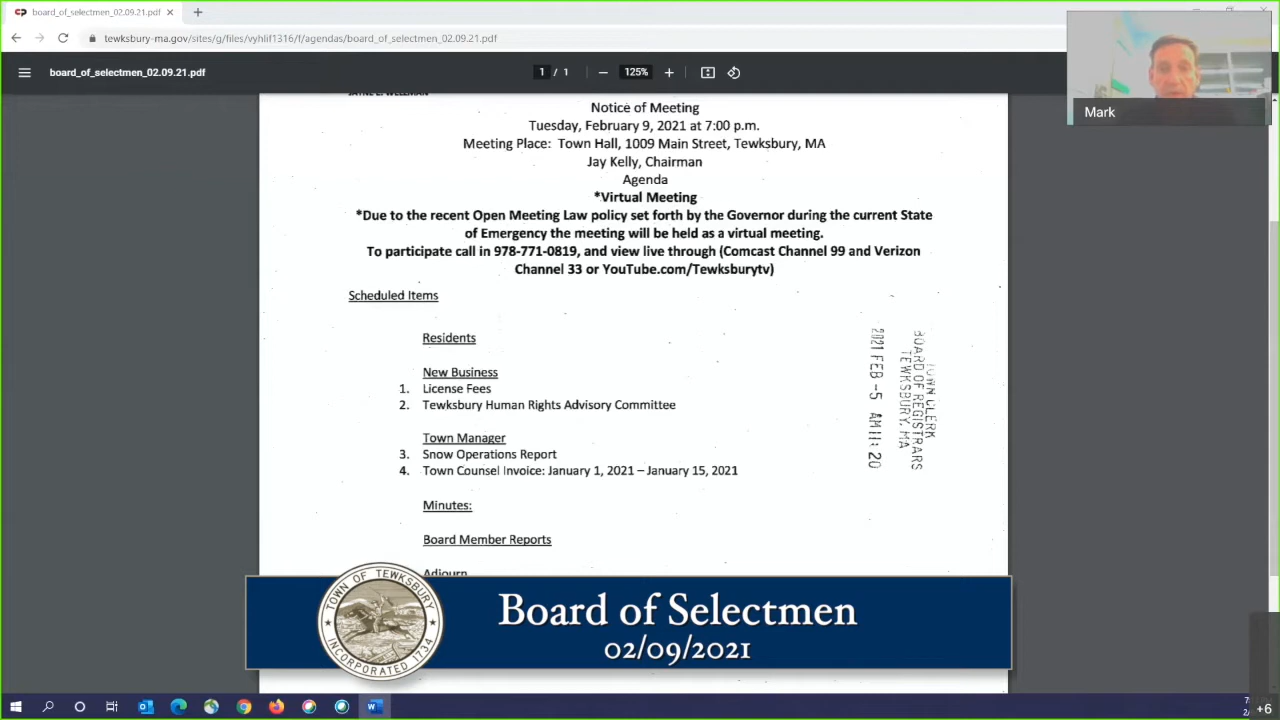 board_of_selectmen_02.09.21.pdf
tewksbury-ma.gov/sites/g/files/vyhlif1316/f/agendas/board_of_selectmen_02.09.21.pdf
board_of_selectmen_02.09.21.pdf
1 / 1
125%
Mark
JAYNE E. WELLMAN
Notice of Meeting
Tuesday, February 9, 2021 at 7:00 p.m.
Meeting Place: Town Hall, 1009 Main Street, Tewksbury, MA
Jay Kelly, Chairman
Agenda
*Virtual Meeting
*Due to the recent Open Meeting Law policy set forth by the Governor during the current State
of Emergency the meeting will be held as a virtual meeting.
To participate call in 978-771-0819, and view live through (Comcast Channel 99 and Verizon
Channel 33 or YouTube.com/Tewksburytv)
Scheduled Items
Residents
New Business
1. License Fees
2. Tewksbury Human Rights Advisory Committee
Town Manager
3. Snow Operations Report
4. Town Counsel Invoice: January 1, 2021 – January 15, 2021
Minutes:
Board Member Reports
Adjourn
TOWN CLERK
BOARD OF REGISTRARS
TEWKSBURY, MA
2021 FEB -5 AM 11: 20
TOWN OF TEWKSBURY
INCORPORATED 1734
Board of Selectmen
02/09/2021
+6